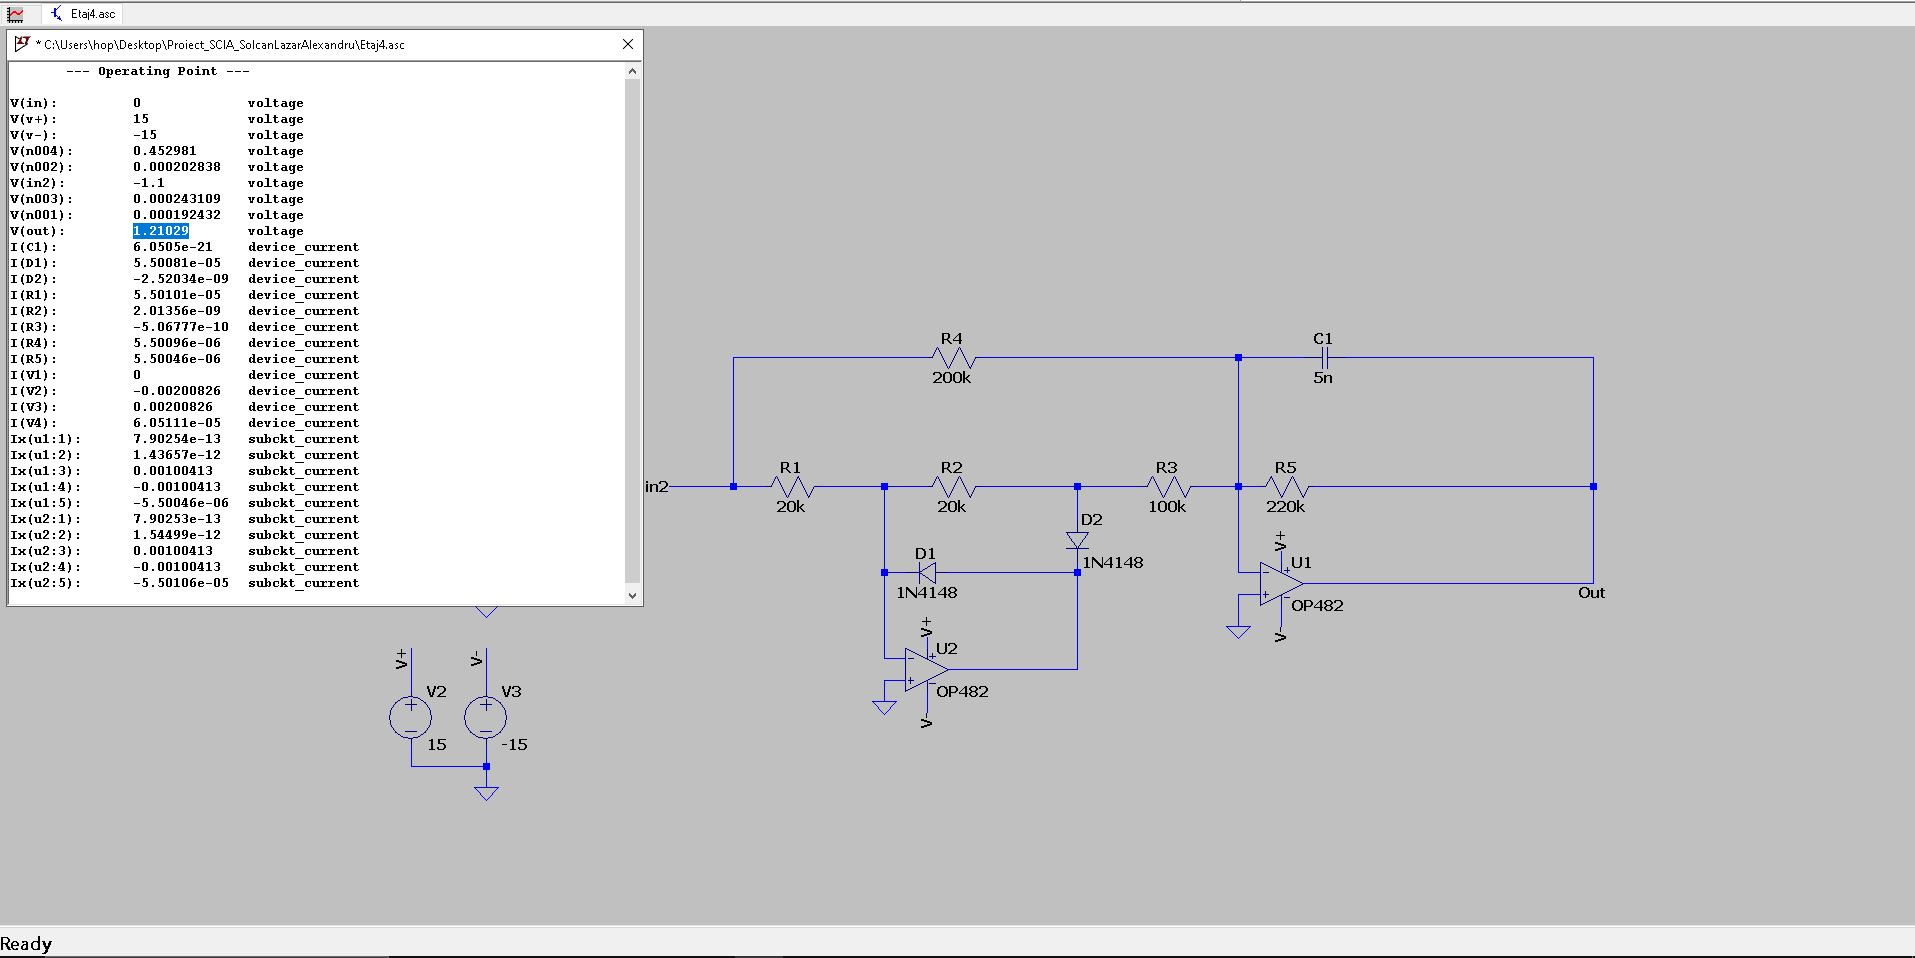 Etaj4.asc
* C:\Users\hop\Desktop\Proiect_SCIA_SolcanLazarAlexandru\Etaj4.asc
--- Operating Point ---
V(in): 0 voltage
V(v+): 15 voltage
V(v-): -15 voltage
V(n004): 0.452981 voltage
V(n002): 0.000202838 voltage
V(in2): -1.1 voltage
V(n003): 0.000243109 voltage
V(n001): 0.000192432 voltage
V(out): 1.21029 voltage
I(C1): 6.0505e-21 device_current
I(D1): 5.50081e-05 device_current
I(D2): -2.52034e-09 device_current
I(R1): 5.50101e-05 device_current
I(R2): 2.01356e-09 device_current
I(R3): -5.06777e-10 device_current
I(R4): 5.50096e-06 device_current
I(R5): 5.50046e-06 device_current
I(V1): 0 device_current
I(V2): -0.00200826 device_current
I(V3): 0.00200826 device_current
I(V4): 6.05111e-05 device_current
Ix(u1:1): 7.90254e-13 subckt_current
Ix(u1:2): 1.43657e-12 subckt_current
Ix(u1:3): 0.00100413 subckt_current
Ix(u1:4): -0.00100413 subckt_current
Ix(u1:5): -5.50046e-06 subckt_current
Ix(u2:1): 7.90253e-13 subckt_current
Ix(u2:2): 1.54499e-12 subckt_current
Ix(u2:3): 0.00100413 subckt_current
Ix(u2:4): -0.00100413 subckt_current
Ix(u2:5): -5.50106e-05 subckt_current
R4
200k
C1
5n
in2
R1
20k
R2
20k
R3
100k
R5
220k
D2
1N4148
D1
1N4148
V+
U1
OP482
V-
Out
V+
U2
OP482
V-
V+
V2
15
V-
V3
-15
Ready